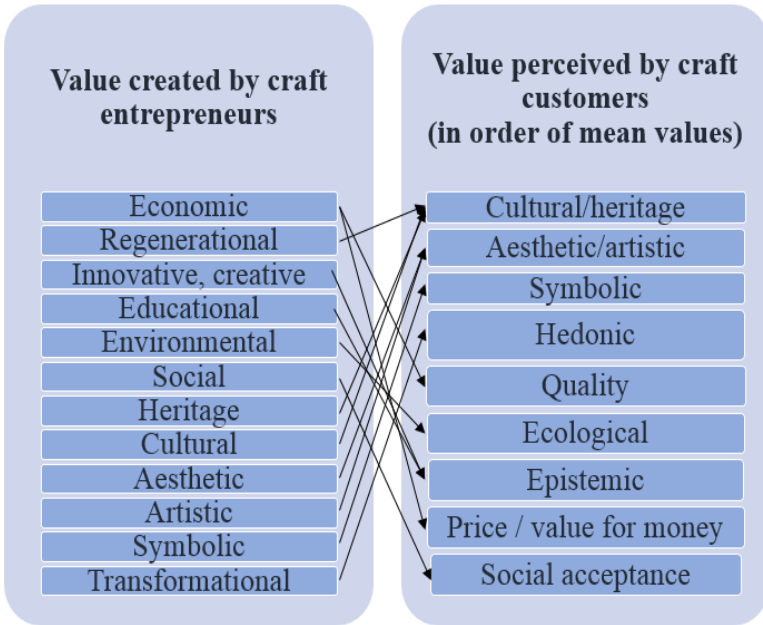 Value created by craft
entrepreneurs
Economic
Regenerational
Innovative, creative
Educational
Environmental
Social
Heritage
Cultural
Aesthetic
Artistic
Symbolic
Transformational
Value perceived by craft
customers
(in order of mean values)
Cultural/heritage
Aesthetic/artistic
Symbolic
Hedonic
Quality
Ecological
Epistemic
Price / value for money
Social acceptance